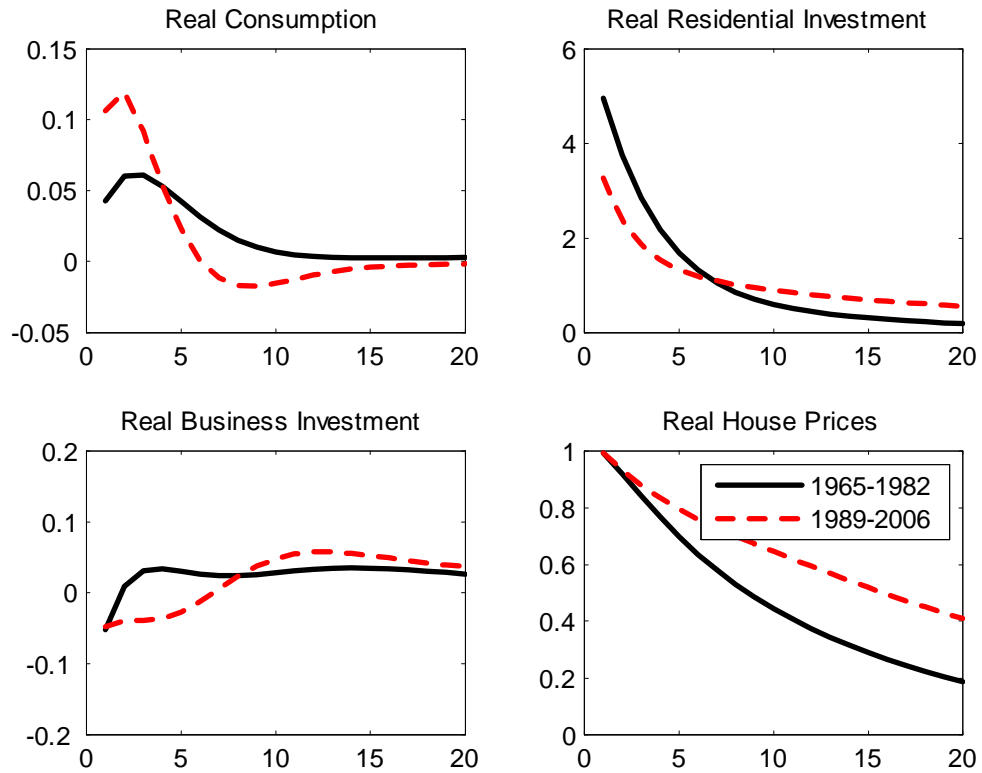 Real Consumption
0.15
0.1
0.05
0
-0.05
0 5 10 15 20
Real Residential Investment
6
4
2
0
0 5 10 15 20
Real Business Investment
0.2
0.1
0
-0.1
-0.2
0 5 10 15 20
Real House Prices
1
0.8
0.6
0.4
0.2
0
0 5 10 15 20
1965-1982
1989-2006